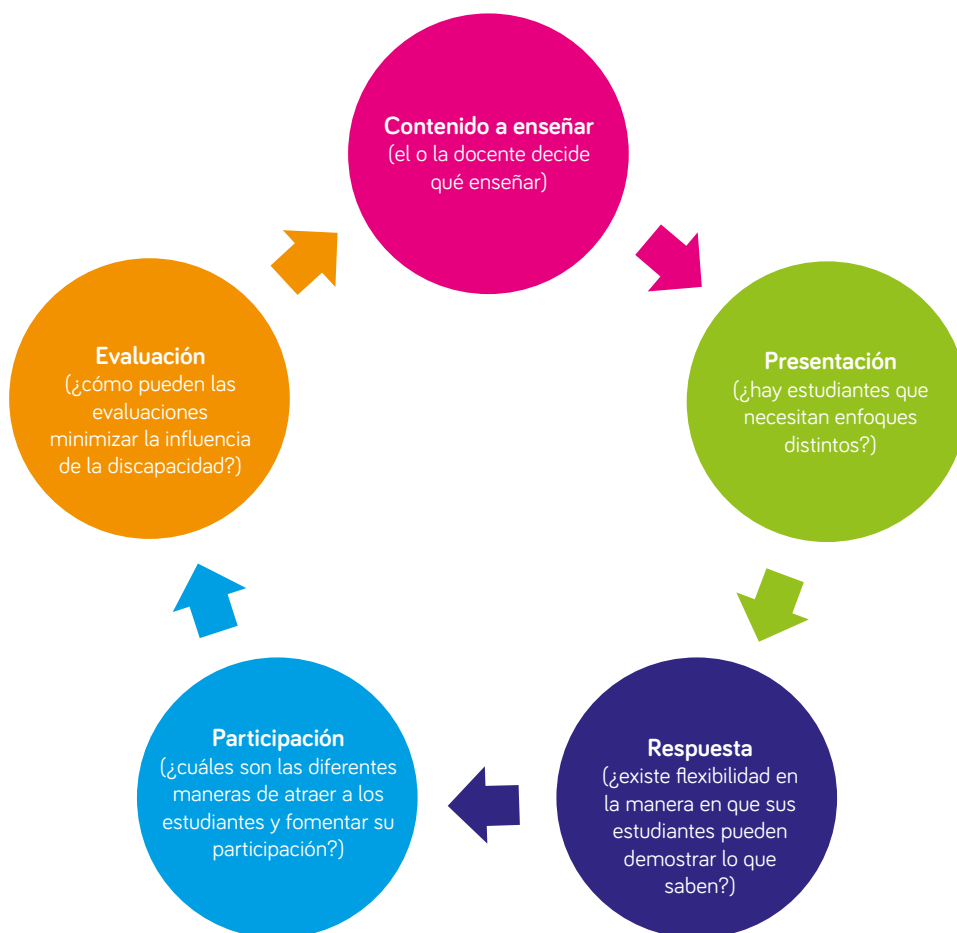 Contenido a enseñar
(el o la docente decide
qué enseñar)
Presentación
(¿hay estudiantes que
necesitan enfoques
distintos?)
Respuesta
(¿existe flexibilidad en
la manera en que sus
estudiantes pueden
demostrar lo que
saben?)
Participación
(¿cuáles son las diferentes
maneras de atraer a los
estudiantes y fomentar su
participación?)
Evaluación
(¿cómo pueden las
evaluaciones
minimizar la influencia
de la discapacidad?)